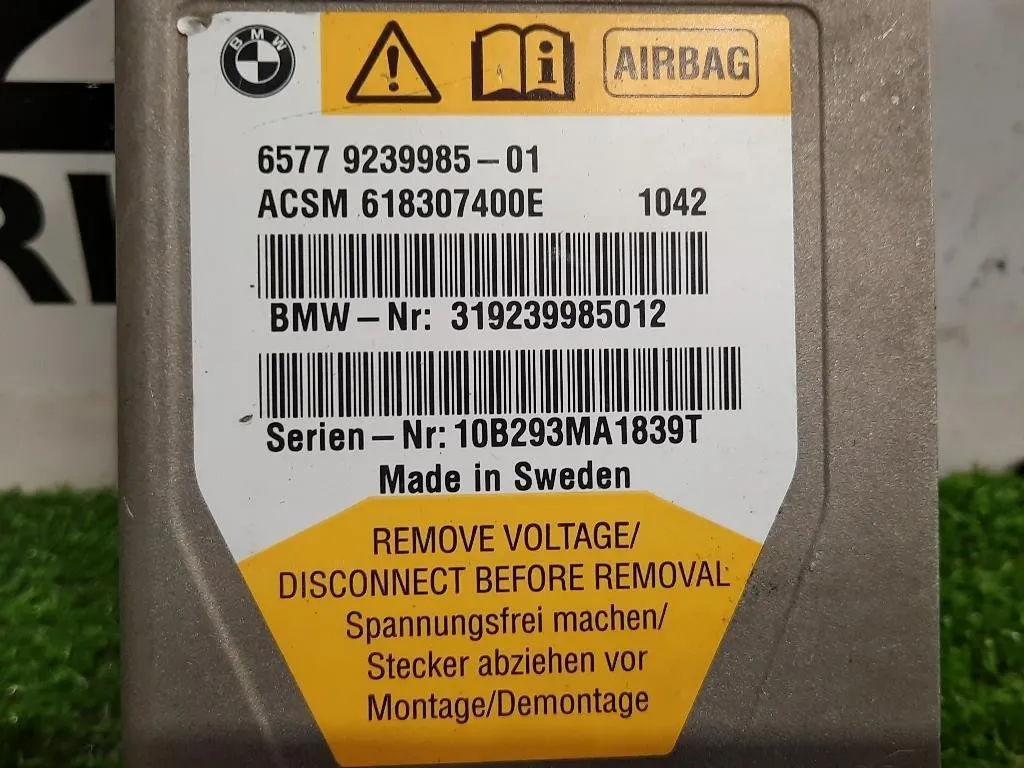 BMW
AIRBAG
6577 9239985-01
ACSM 618307400E 1042
BMW-Nr: 319239985012
Serien-Nr: 10B293MA1839T
Made in Sweden
REMOVE VOLTAGE/
DISCONNECT BEFORE REMOVAL
Spannungsfrei machen/
Stecker abziehen vor
Montage/Demontage